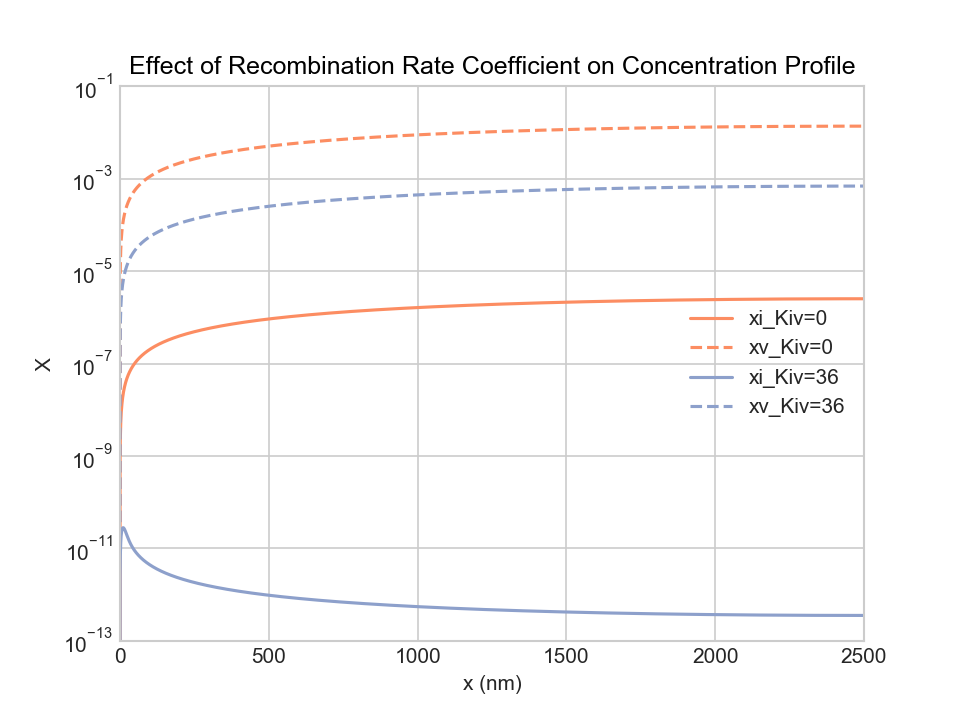 Effect of Recombination Rate Coefficient on Concentration Profile
10⁻¹
10⁻³
10⁻⁵
10⁻⁷
10⁻⁹
10⁻¹¹
10⁻¹³
X
xi_Kiv=0
xv_Kiv=0
xi_Kiv=36
xv_Kiv=36
0 500 1000 1500 2000 2500
x (nm)